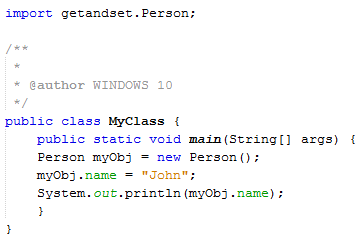 import getandset.Person;
/**
 *
 * @author WINDOWS 10
 */
public class MyClass {
    public static void main(String[] args) {
    Person myObj = new Person();
    myObj.name = "John";
    System.out.println(myObj.name);
    }
}